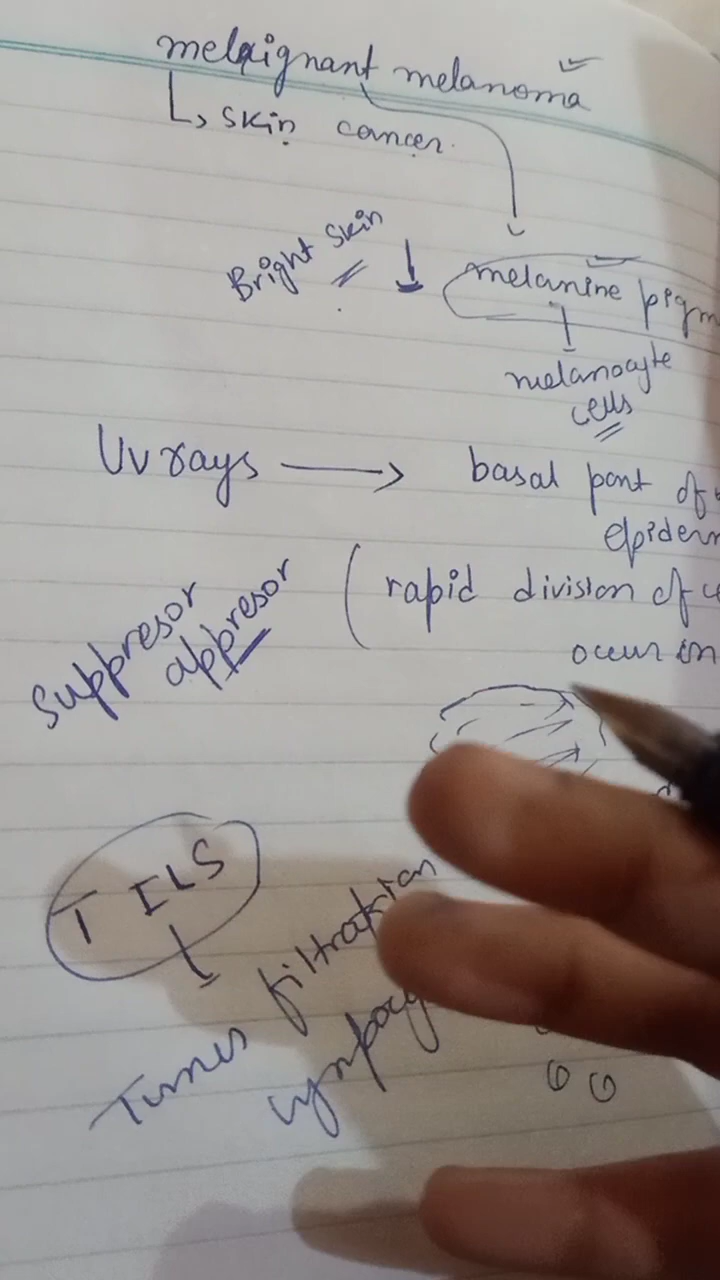 melaignant melanoma
↳ skin cancer
Bright skin ↓
melanine pigm
melanocyte
cells
UV rays → basal part of
epiderm
(rapid division of
occur in
Suppresor
appresor
TILS
Tumer filtration